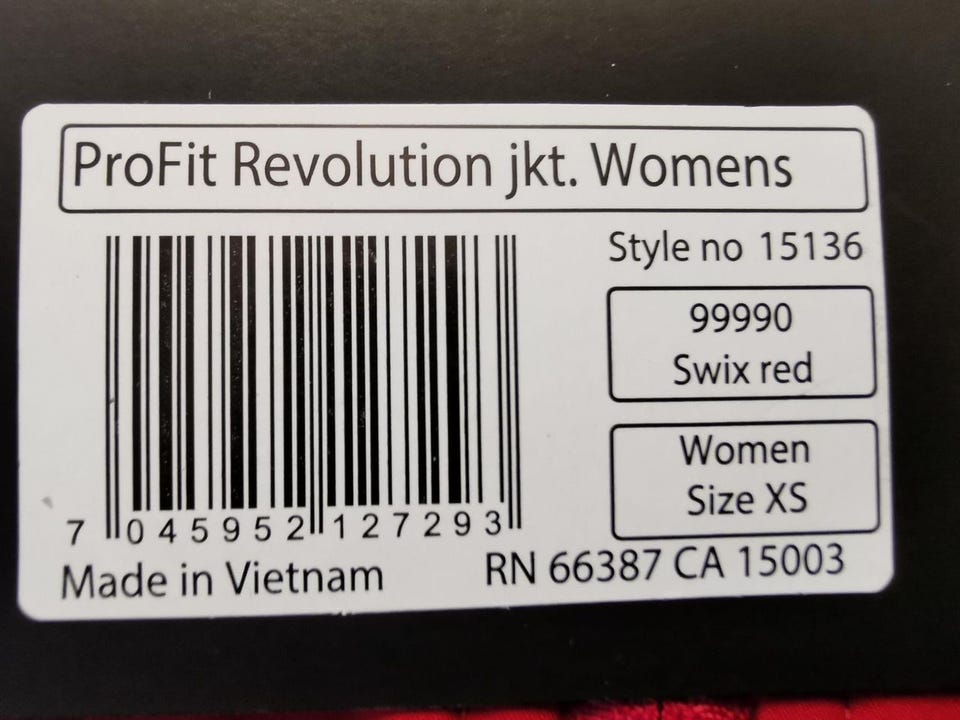 ProFit Revolution jkt. Womens
Style no 15136
99990
Swix red
Women
Size XS
7 045952 127293
Made in Vietnam
RN 66387 CA 15003